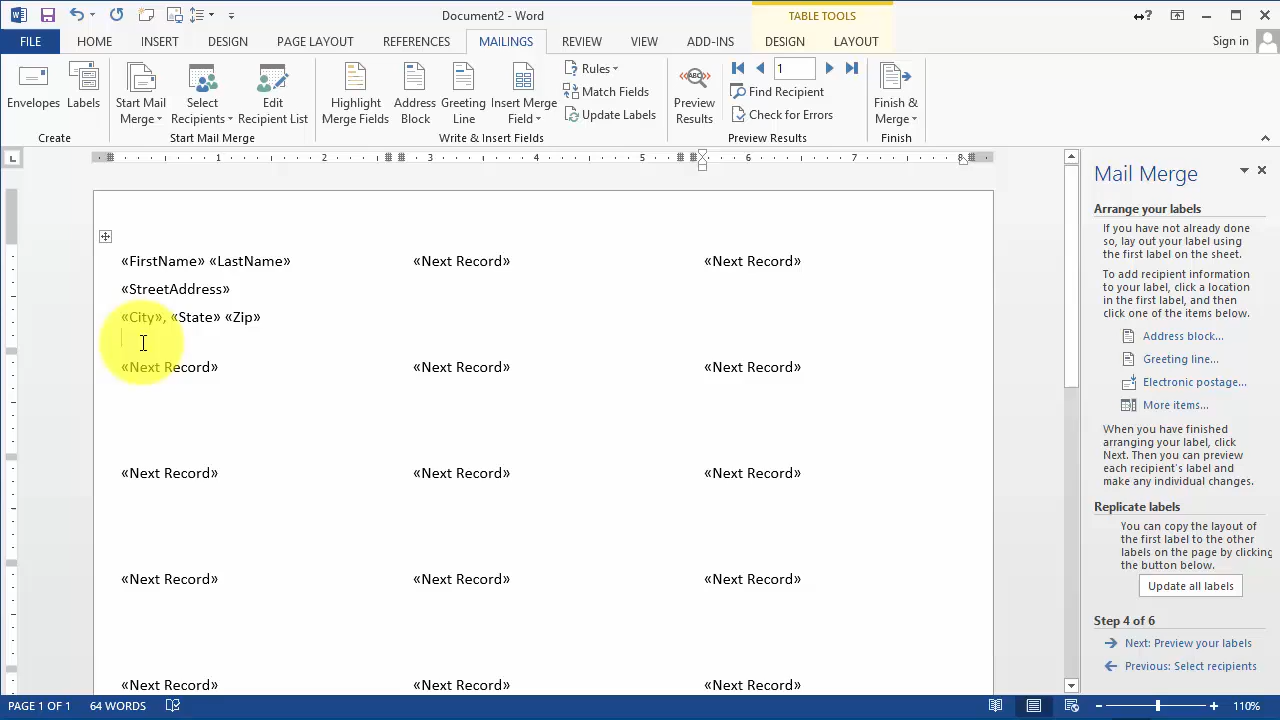 Document2 - Word
TABLE TOOLS
?
FILE
HOME
INSERT
DESIGN
PAGE LAYOUT
REFERENCES
MAILINGS
REVIEW
VIEW
ADD-INS
DESIGN
LAYOUT
Sign in
Envelopes
Labels
Create
Start Mail Merge
Select Recipients
Edit Recipient List
Start Mail Merge
Highlight Merge Fields
Address Block
Greeting Line
Insert Merge Field
Rules
Match Fields
Update Labels
Write & Insert Fields
ABC
Preview Results
1
Find Recipient
Check for Errors
Preview Results
Finish & Merge
Finish
1 2 3 4 5 6 7 8
«FirstName» «LastName»
«StreetAddress»
«City», «State» «Zip»
«Next Record»
«Next Record»
«Next Record» «Next Record» «Next Record»
«Next Record» «Next Record» «Next Record»
«Next Record» «Next Record» «Next Record»
«Next Record» «Next Record» «Next Record»
Mail Merge
Arrange your labels
If you have not already done
so, lay out your label using
the first label on the sheet.
To add recipient information
to your label, click a location
in the first label, and then
click one of the items below.
Address block...
Greeting line...
Electronic postage...
More items...
When you have finished
arranging your label, click
Next. Then you can preview
each recipient's label and
make any individual changes.
Replicate labels
You can copy the layout of
the first label to the other
labels on the page by clicking
the button below.
Update all labels
Step 4 of 6
Next: Preview your labels
Previous: Select recipients
PAGE 1 OF 1
64 WORDS
110%